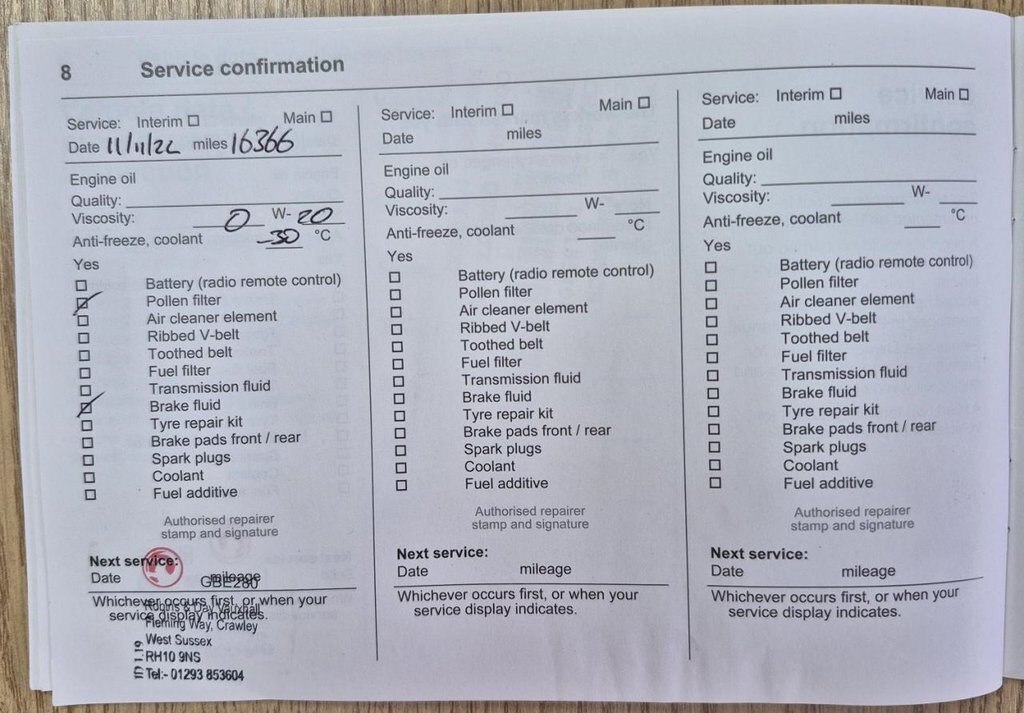 8 Service confirmation
Service: Interim Main
Date 11/11/22 miles 16366
Engine oil
Quality:
Viscosity: 0 W- 20
Anti-freeze, coolant -30 °C
Yes
Battery (radio remote control)
Pollen filter
Air cleaner element
Ribbed V-belt
Toothed belt
Fuel filter
Transmission fluid
Brake fluid
Tyre repair kit
Brake pads front / rear
Spark plugs
Coolant
Fuel additive
Authorised repairer
stamp and signature
Next service:
Date mileage
GBE280
Whichever occurs first, or when your
service display indicates.
Robins & Day Vauxhall
Fleming Way, Crawley
West Sussex
RH10 9NS
Tel:- 01293 853604
Service: Interim Main
Date miles
Engine oil
Quality:
Viscosity: W-
Anti-freeze, coolant °C
Yes
Battery (radio remote control)
Pollen filter
Air cleaner element
Ribbed V-belt
Toothed belt
Fuel filter
Transmission fluid
Brake fluid
Tyre repair kit
Brake pads front / rear
Spark plugs
Coolant
Fuel additive
Authorised repairer
stamp and signature
Next service:
Date mileage
Whichever occurs first, or when your
service display indicates.
Service: Interim Main
Date miles
Engine oil
Quality:
Viscosity: W-
Anti-freeze, coolant °C
Yes
Battery (radio remote control)
Pollen filter
Air cleaner element
Ribbed V-belt
Toothed belt
Fuel filter
Transmission fluid
Brake fluid
Tyre repair kit
Brake pads front / rear
Spark plugs
Coolant
Fuel additive
Authorised repairer
stamp and signature
Next service:
Date mileage
Whichever occurs first, or when your
service display indicates.